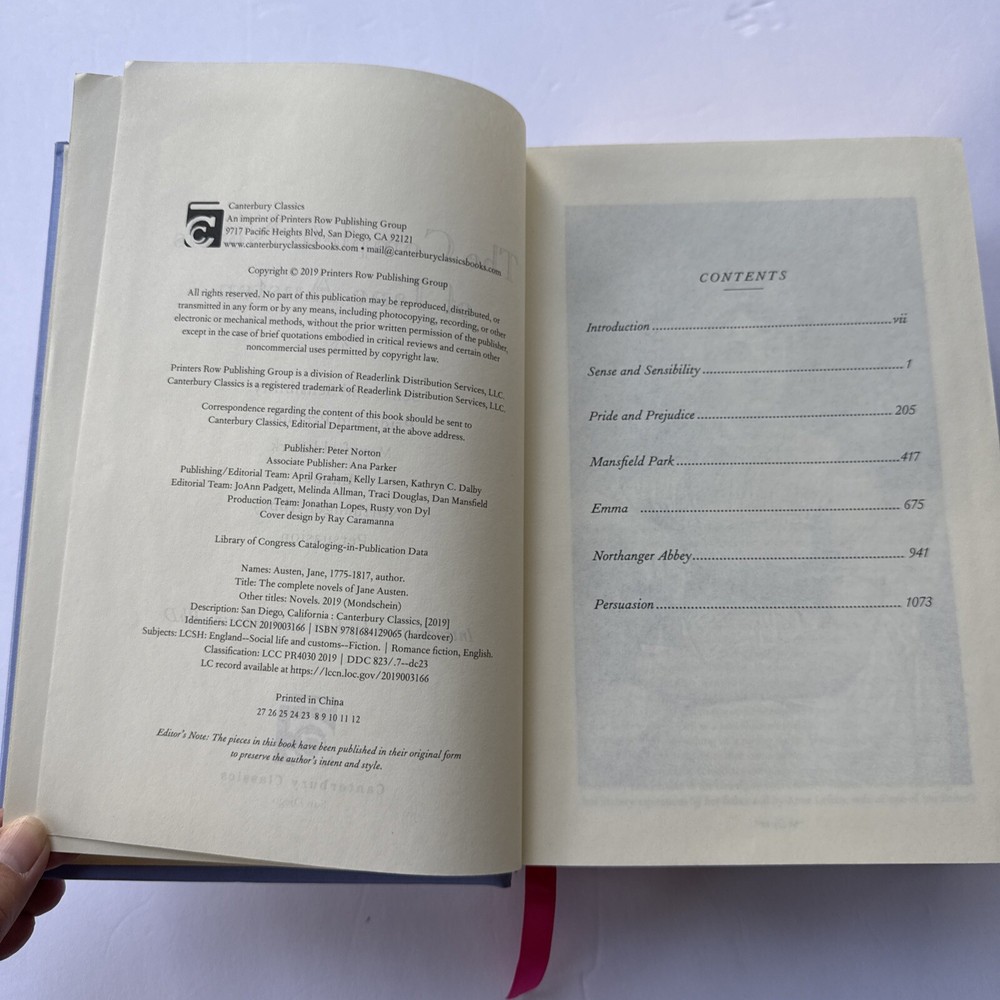 Canterbury Classics
An imprint of Printers Row Publishing Group
9717 Pacific Heights Blvd, San Diego, CA 92121
www.canterburyclassicsbooks.com • mail@canterburyclassicsbooks.com
Copyright © 2019 Printers Row Publishing Group
All rights reserved. No part of this publication may be reproduced, distributed, or
transmitted in any form or by any means, including photocopying, recording, or other
electronic or mechanical methods, without the prior written permission of the publisher,
except in the case of brief quotations embodied in critical reviews and certain other
noncommercial uses permitted by copyright law.
Printers Row Publishing Group is a division of Readerlink Distribution Services, LLC.
Canterbury Classics is a registered trademark of Readerlink Distribution Services, LLC.
Correspondence regarding the content of this book should be sent to
Canterbury Classics, Editorial Department, at the above address.
Publisher: Peter Norton
Associate Publisher: Ana Parker
Publishing/Editorial Team: April Graham, Kelly Larsen, Kathryn C. Dalby
Editorial Team: JoAnn Padgett, Melinda Allman, Traci Douglas, Dan Mansfield
Production Team: Jonathan Lopes, Rusty von Dyl
Cover design by Ray Caramanna
Library of Congress Cataloging-in-Publication Data
Names: Austen, Jane, 1775-1817, author.
Title: The complete novels of Jane Austen.
Other titles: Novels. 2019 (Mondschein)
Description: San Diego, California : Canterbury Classics, [2019]
Identifiers: LCCN 2019003166 | ISBN 9781684129065 (hardcover)
Subjects: LCSH: England--Social life and customs--Fiction. | Romance fiction, English.
Classification: LCC PR4030 2019 | DDC 823/.7--dc23
LC record available at https://lccn.loc.gov/2019003166
Printed in China
27 26 25 24 23 8 9 10 11 12
Editor's Note: The pieces in this book have been published in their original form
to preserve the author's intent and style.
CONTENTS
Introduction ........ vii
Sense and Sensibility ........ 1
Pride and Prejudice ........ 205
Mansfield Park ........ 417
Emma ........ 675
Northanger Abbey ........ 941
Persuasion ........ 1073